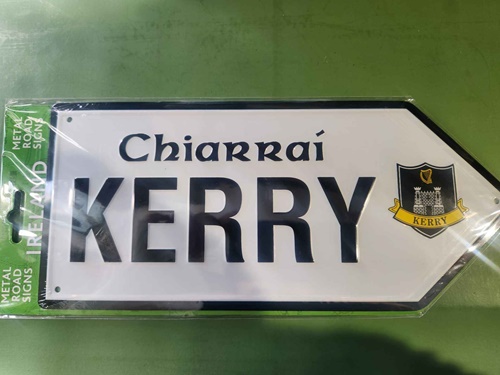 Chiarraí
KERRY
KERRY
IRELAND
METAL
ROAD
SIGNS
METAL
ROAD
SIGNS